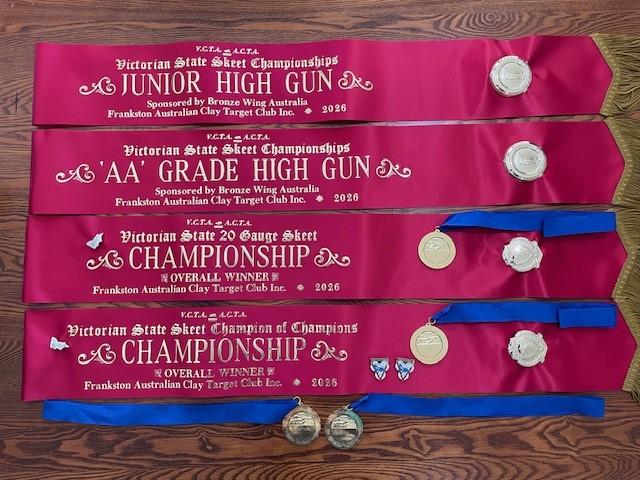 V.C.T.A. A.C.T.A.
Victorian State Skeet Championships
JUNIOR HIGH GUN
Sponsored by Bronze Wing Australia
Frankston Australian Clay Target Club Inc. 2026
V.C.T.A. A.C.T.A.
Victorian State Skeet Championships
'AA' GRADE HIGH GUN
Sponsored by Bronze Wing Australia
Frankston Australian Clay Target Club Inc. 2026
V.C.T.A. A.C.T.A.
Victorian State 20 Gauge Skeet
CHAMPIONSHIP
OVERALL WINNER
Frankston Australian Clay Target Club Inc. 2026
V.C.T.A. A.C.T.A.
Victorian State Skeet Champion of Champions
CHAMPIONSHIP
OVERALL WINNER
Frankston Australian Clay Target Club Inc. 2026